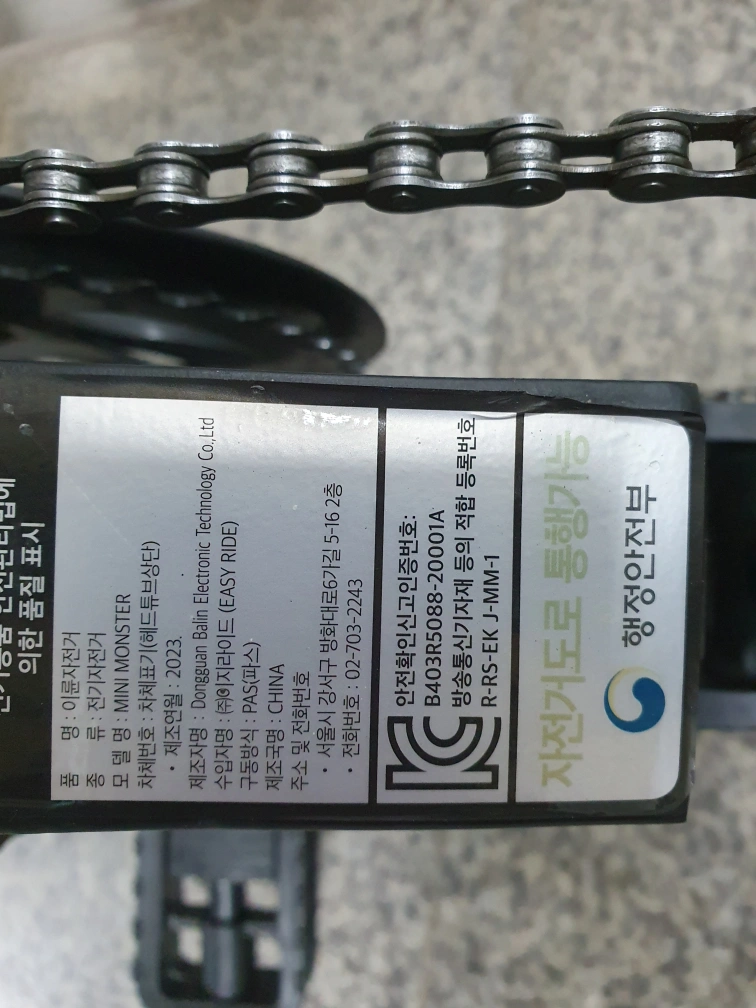 의한 품질 표시
품 명 : 이륜자전거
종 류 : 전기자전거
모 델 명 : MINI MONSTER
차체번호 : 차체표기(헤드튜브상단)
• 제조연월 : 2023.
제조자명 : Dongguan Balin Electronic Technology Co.,Ltd
수입자명 : ㈜이지라이드 (EASY RIDE)
구동방식 : PAS(파스)
제조국명 : CHINA
주소 및 전화번호
• 서울시 강서구 방화대로6가길 5-16 2층
• 전화번호 : 02-703-2243
안전확인신고인증번호:
B403R5088-20001A
방송통신기자재 등의 적합 등록번호
R-RS-EK J-MM-1
자전거도로 통행가능
행정안전부